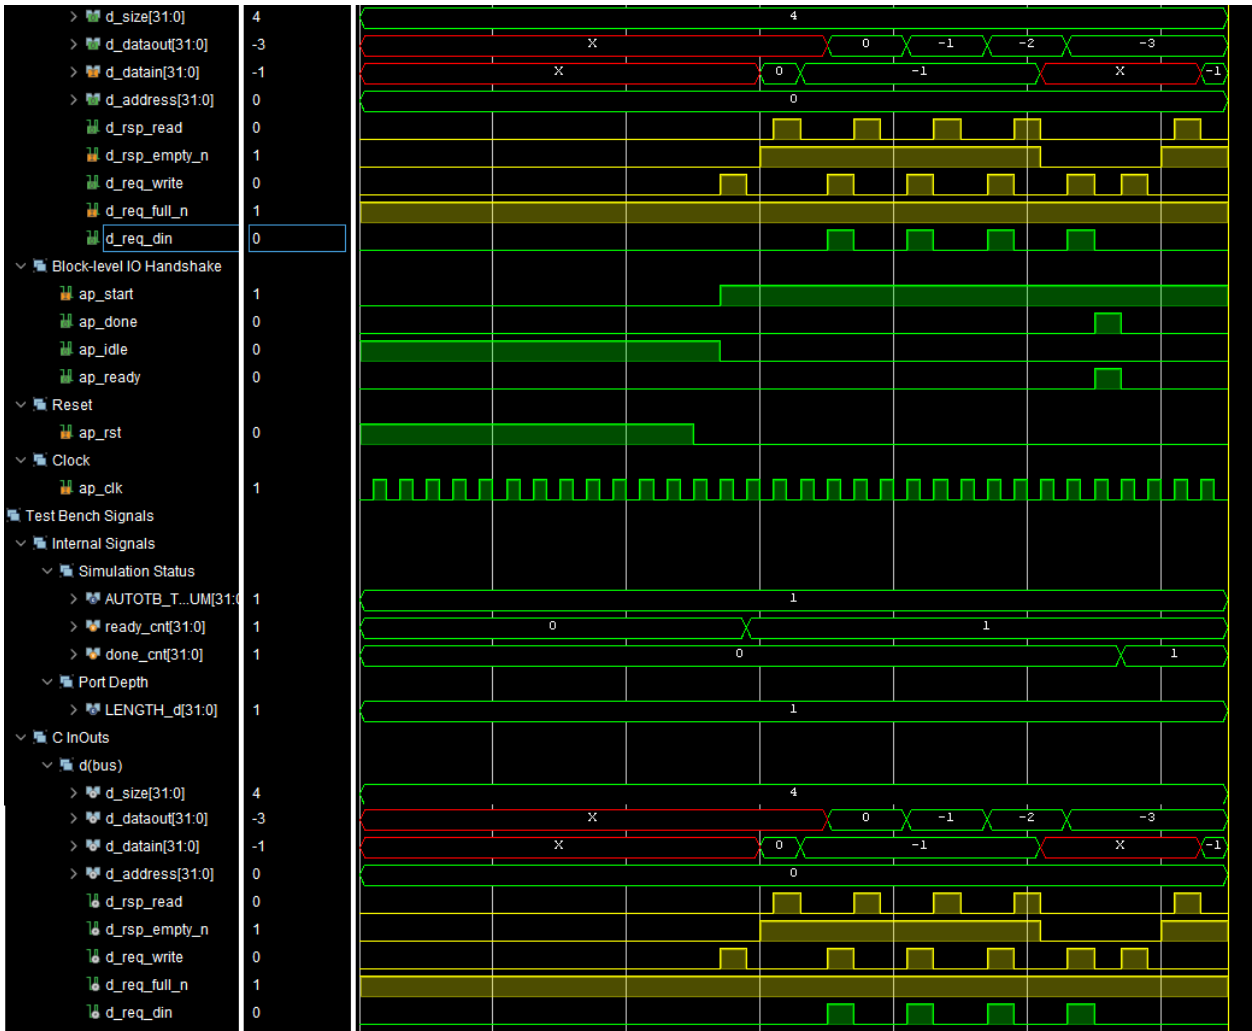 d_size[31:0] 4 4
d_dataout[31:0] -3 X 0 -1 -2 -3
d_datain[31:0] -1 X 0 -1 X -1
d_address[31:0] 0 0
d_rsp_read 0
d_rsp_empty_n 1
d_req_write 0
d_req_full_n 1
d_req_din 0
Block-level IO Handshake
ap_start 1
ap_done 0
ap_idle 0
ap_ready 0
Reset
ap_rst 0
Clock
ap_clk 1
Test Bench Signals
Internal Signals
Simulation Status
AUTOTB_T...UM[31:0 1 1
ready_cnt[31:0] 1 0 1
done_cnt[31:0] 1 0 1
Port Depth
LENGTH_d[31:0] 1 1
C InOuts
d(bus)
d_size[31:0] 4 4
d_dataout[31:0] -3 X 0 -1 -2 -3
d_datain[31:0] -1 X 0 -1 X -1
d_address[31:0] 0 0
d_rsp_read 0
d_rsp_empty_n 1
d_req_write 0
d_req_full_n 1
d_req_din 0